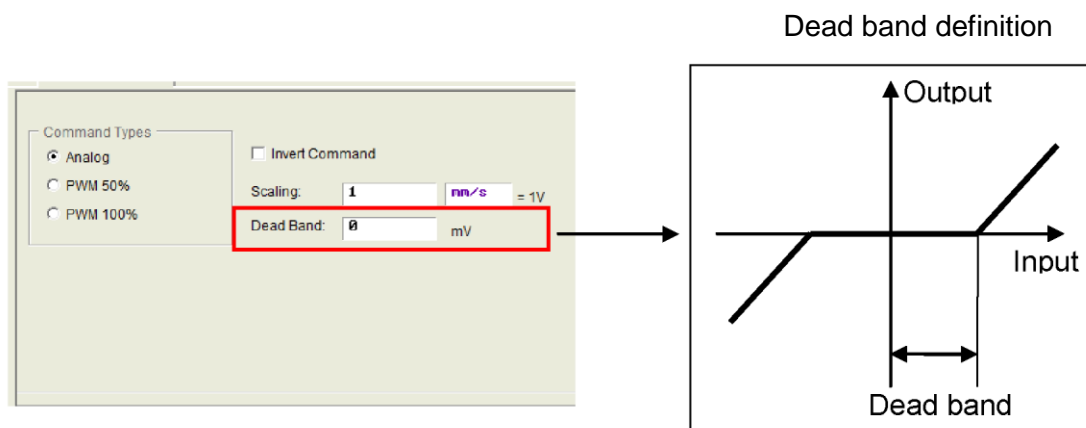 Dead band definition
Command Types
Analog
PWM 50%
PWM 100%
Invert Command
Scaling: 1 mm/s = 1V
Dead Band: 0 mV
Output
Input
Dead band